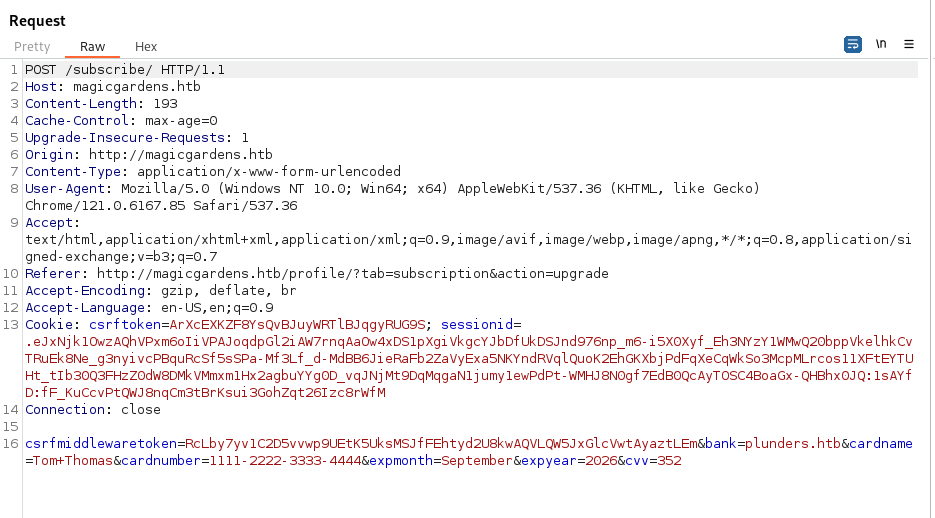 Request
Pretty Raw Hex
\n
1 POST /subscribe/ HTTP/1.1
2 Host: magicgardens.htb
3 Content-Length: 193
4 Cache-Control: max-age=0
5 Upgrade-Insecure-Requests: 1
6 Origin: http://magicgardens.htb
7 Content-Type: application/x-www-form-urlencoded
8 User-Agent: Mozilla/5.0 (Windows NT 10.0; Win64; x64) AppleWebKit/537.36 (KHTML, like Gecko)
Chrome/121.0.6167.85 Safari/537.36
9 Accept:
text/html,application/xhtml+xml,application/xml;q=0.9,image/avif,image/webp,image/apng,*/*;q=0.8,application/si
gned-exchange;v=b3;q=0.7
10 Referer: http://magicgardens.htb/profile/?tab=subscription&action=upgrade
11 Accept-Encoding: gzip, deflate, br
12 Accept-Language: en-US,en;q=0.9
13 Cookie: csrftoken=ArXcEXKZF8YsQvBJuyWRTlBJqgyRUG9S; sessionid=
.eJxNjk1OwzAQhVPxm6oIiVPAJoqdpGl2iAW7rnqAaOw4xDS1pXgiVkgcYJbDfUkDSJnd976np_m6-i5X0Xyf_Eh3NYzY1WMwQ20bppVkelhkCv
TRuEk8Ne_g3nyivcPBquRcSf5sSPa-Mf3Lf_d-MdBB6JieRaFb2ZaVyExa5NKYndRVqlQuoK2EhGKXbjPdFqXeCqWkSo3McpMLrcos11XFtEYTU
Ht_tIb3OQ3FHzZ0dW8DMkVMmxm1Hx2agbuYYg0D_vqJNjMt9DqMqgaN1jumy1ewPdPt-WMHJ8N0gf7EdB0QcAyTOSC4BoaGx-QHBhx0JQ:1sAYf
D:fF_KuCcvPtQWJ8nqCm3tBrKsui3GohZqt26Izc8rWfM
14 Connection: close
15
16 csrfmiddlewaretoken=RcLby7yv1C2D5vvwp9UEtK5UksMSJfFEhtyd2U8kwAQVLQW5JxGlcVwtAyaztLEm&bank=plunders.htb&cardname
=Tom+Thomas&cardnumber=1111-2222-3333-4444&expmonth=September&expyear=2026&cvv=352